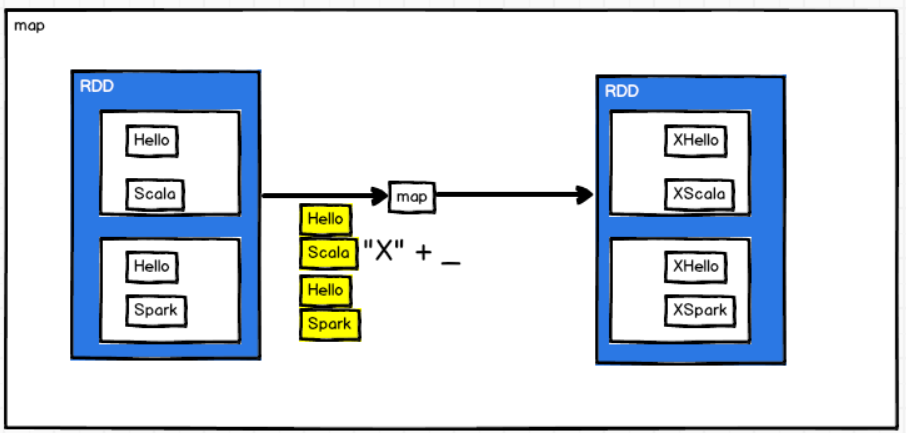 map
RDD
Hello
Scala
Hello
Spark
map
Hello
Scala
"X" + _
Hello
Spark
RDD
XHello
XScala
XHello
XSpark